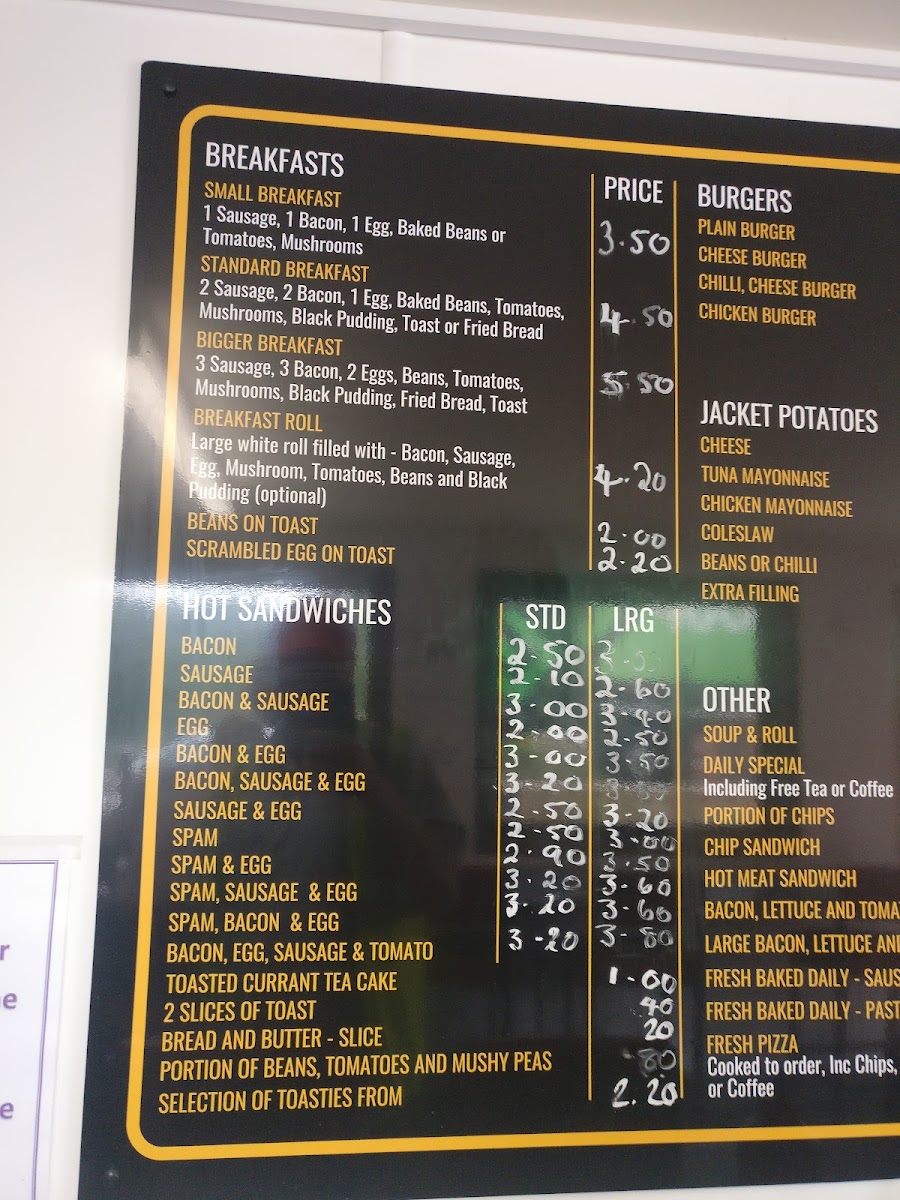 BREAKFASTS
PRICE
SMALL BREAKFAST
1 Sausage, 1 Bacon, 1 Egg, Baked Beans or
Tomatoes, Mushrooms
3.50
STANDARD BREAKFAST
2 Sausage, 2 Bacon, 1 Egg, Baked Beans, Tomatoes,
Mushrooms, Black Pudding, Toast or Fried Bread
4.50
BIGGER BREAKFAST
3 Sausage, 3 Bacon, 2 Eggs, Beans, Tomatoes,
Mushrooms, Black Pudding, Fried Bread, Toast
5.50
BREAKFAST ROLL
Large white roll filled with - Bacon, Sausage,
Egg, Mushroom, Tomatoes, Beans and Black
Pudding (optional)
4.20
BEANS ON TOAST 2.00
SCRAMBLED EGG ON TOAST 2.20
HOT SANDWICHES STD LRG
BACON 2.50
SAUSAGE 2.10 2.60
BACON & SAUSAGE 3.00 3.40
EGG 2.00 2.50
BACON & EGG 3.00 3.50
BACON, SAUSAGE & EGG 3.20
SAUSAGE & EGG 2.50 3.20
SPAM 2.50 3.00
SPAM & EGG 2.90 3.50
SPAM, SAUSAGE & EGG 3.20 3.60
SPAM, BACON & EGG 3.20 3.60
BACON, EGG, SAUSAGE & TOMATO 3-20 3-80
TOASTED CURRANT TEA CAKE 1.00
2 SLICES OF TOAST 40
BREAD AND BUTTER - SLICE 20
PORTION OF BEANS, TOMATOES AND MUSHY PEAS .80
SELECTION OF TOASTIES FROM 2.20
BURGERS
PLAIN BURGER
CHEESE BURGER
CHILLI, CHEESE BURGER
CHICKEN BURGER
JACKET POTATOES
CHEESE
TUNA MAYONNAISE
CHICKEN MAYONNAISE
COLESLAW
BEANS OR CHILLI
EXTRA FILLING
OTHER
SOUP & ROLL
DAILY SPECIAL
Including Free Tea or Coffee
PORTION OF CHIPS
CHIP SANDWICH
HOT MEAT SANDWICH
BACON, LETTUCE AND TOMA
LARGE BACON, LETTUCE AN
FRESH BAKED DAILY - SAUS
FRESH BAKED DAILY - PAST
FRESH PIZZA
Cooked to order, Inc Chips,
or Coffee